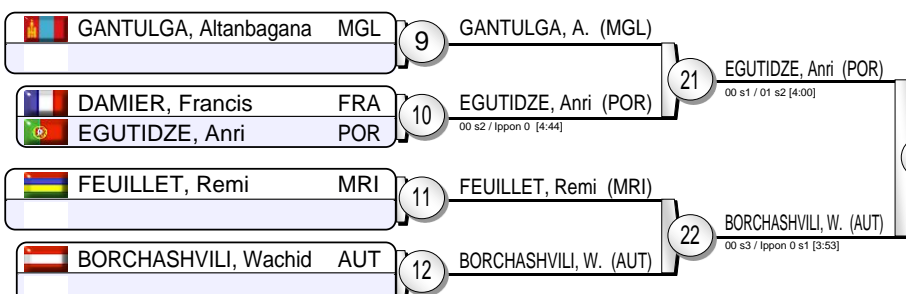 GANTULGA, Altanbagana MGL
9
GANTULGA, A. (MGL)
21
EGUTIDZE, Anri (POR)
00 s1 / 01 s2 [4:00]
DAMIER, Francis FRA
EGUTIDZE, Anri POR
10
EGUTIDZE, Anri (POR)
00 s2 / Ippon 0 [4:44]
FEUILLET, Remi MRI
11
FEUILLET, Remi (MRI)
22
BORCHASHVILI, W. (AUT)
00 s3 / Ippon 0 s1 [3:53]
BORCHASHVILI, Wachid AUT
12
BORCHASHVILI, W. (AUT)